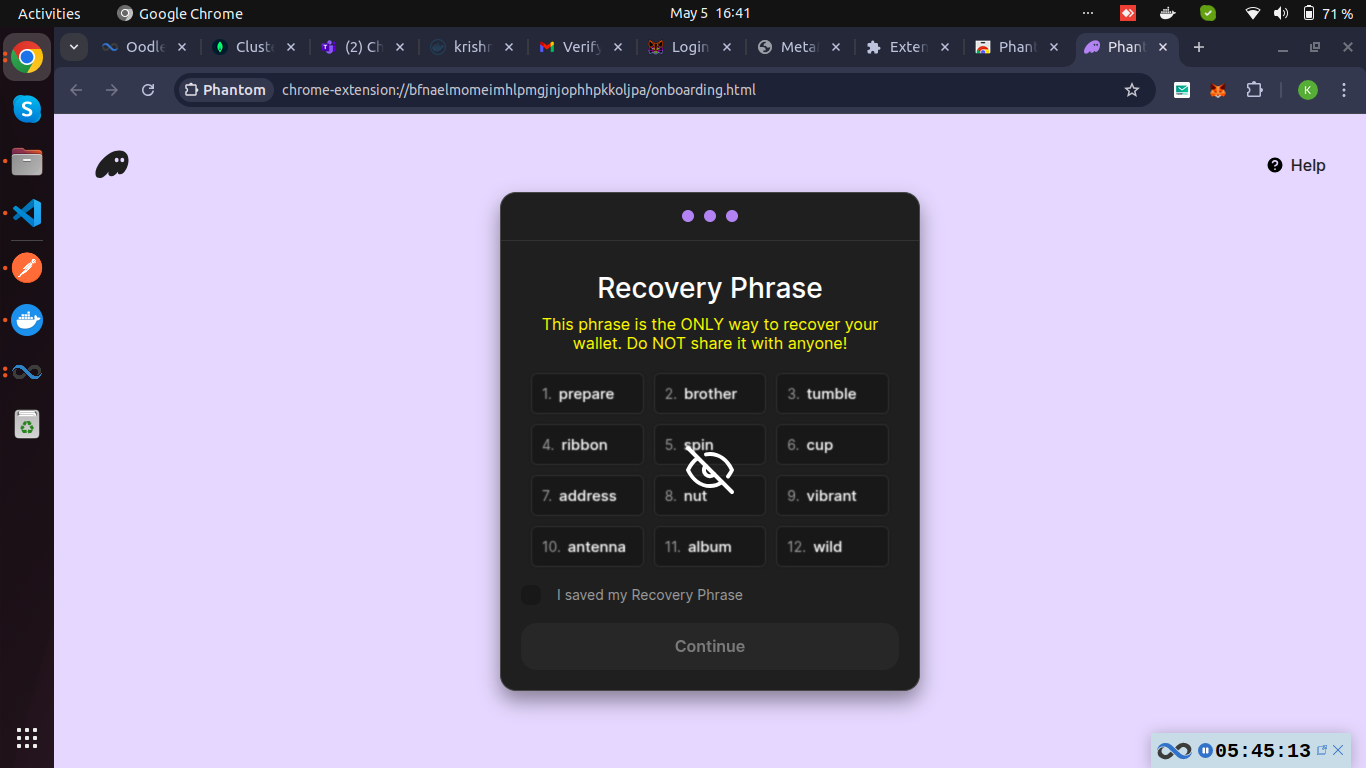 Activities Google Chrome May 5 16:41 71 %
Oodle (2) Ch krishr Verify Login Meta Exten Phant Phant
Phantom chrome-extension://bfnaelmomeimhlpmgjnjophhpkkoljpa/onboarding.html K
Help
Recovery Phrase
This phrase is the ONLY way to recover your
wallet. Do NOT share it with anyone!
1. prepare 2. brother 3. tumble
4. ribbon 5. spin 6. cup
7. address 8. nut 9. vibrant
10. antenna 11. album 12. wild
I saved my Recovery Phrase
Continue
05:45:13